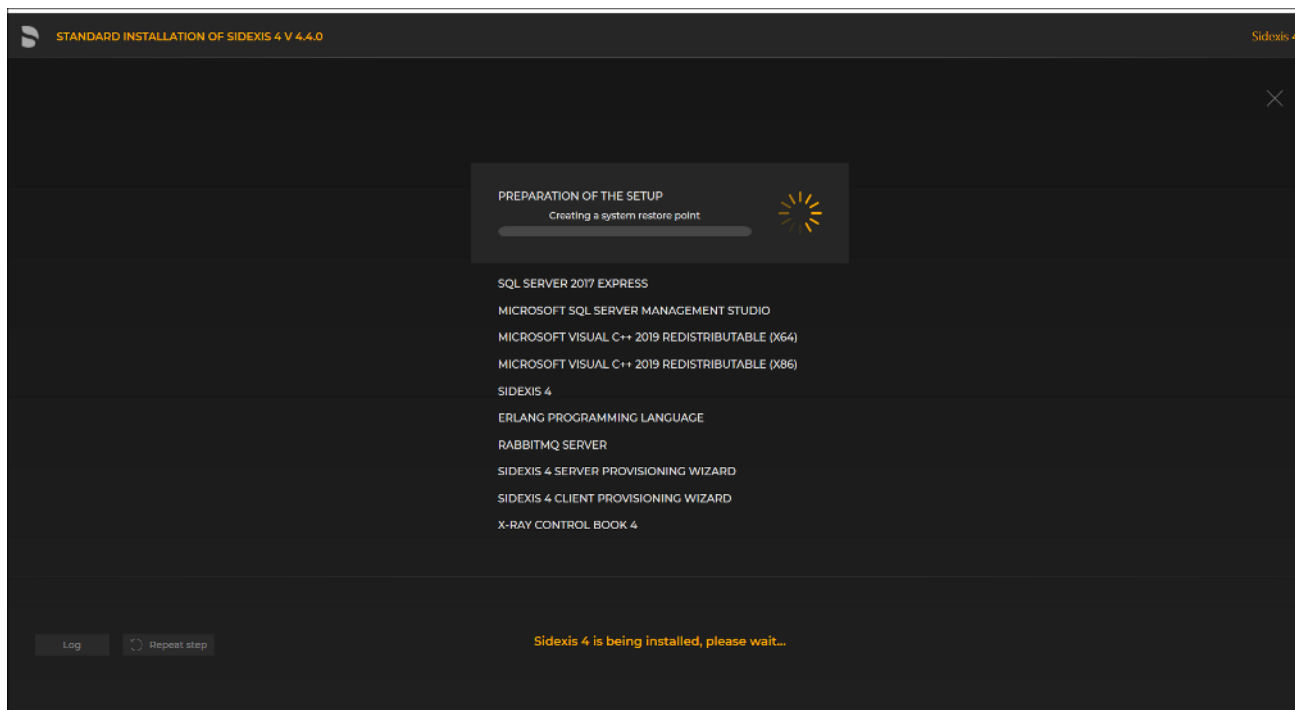 STANDARD INSTALLATION OF SIDEXIS 4 V 4.4.0
Sidexis 4
PREPARATION OF THE SETUP
Creating a system restore point
SQL SERVER 2017 EXPRESS
MICROSOFT SQL SERVER MANAGEMENT STUDIO
MICROSOFT VISUAL C++ 2019 REDISTRIBUTABLE (X64)
MICROSOFT VISUAL C++ 2019 REDISTRIBUTABLE (X86)
SIDEXIS 4
ERLANG PROGRAMMING LANGUAGE
RABBITMQ SERVER
SIDEXIS 4 SERVER PROVISIONING WIZARD
SIDEXIS 4 CLIENT PROVISIONING WIZARD
X-RAY CONTROL BOOK 4
Log Repeat step Sidexis 4 is being installed, please wait...